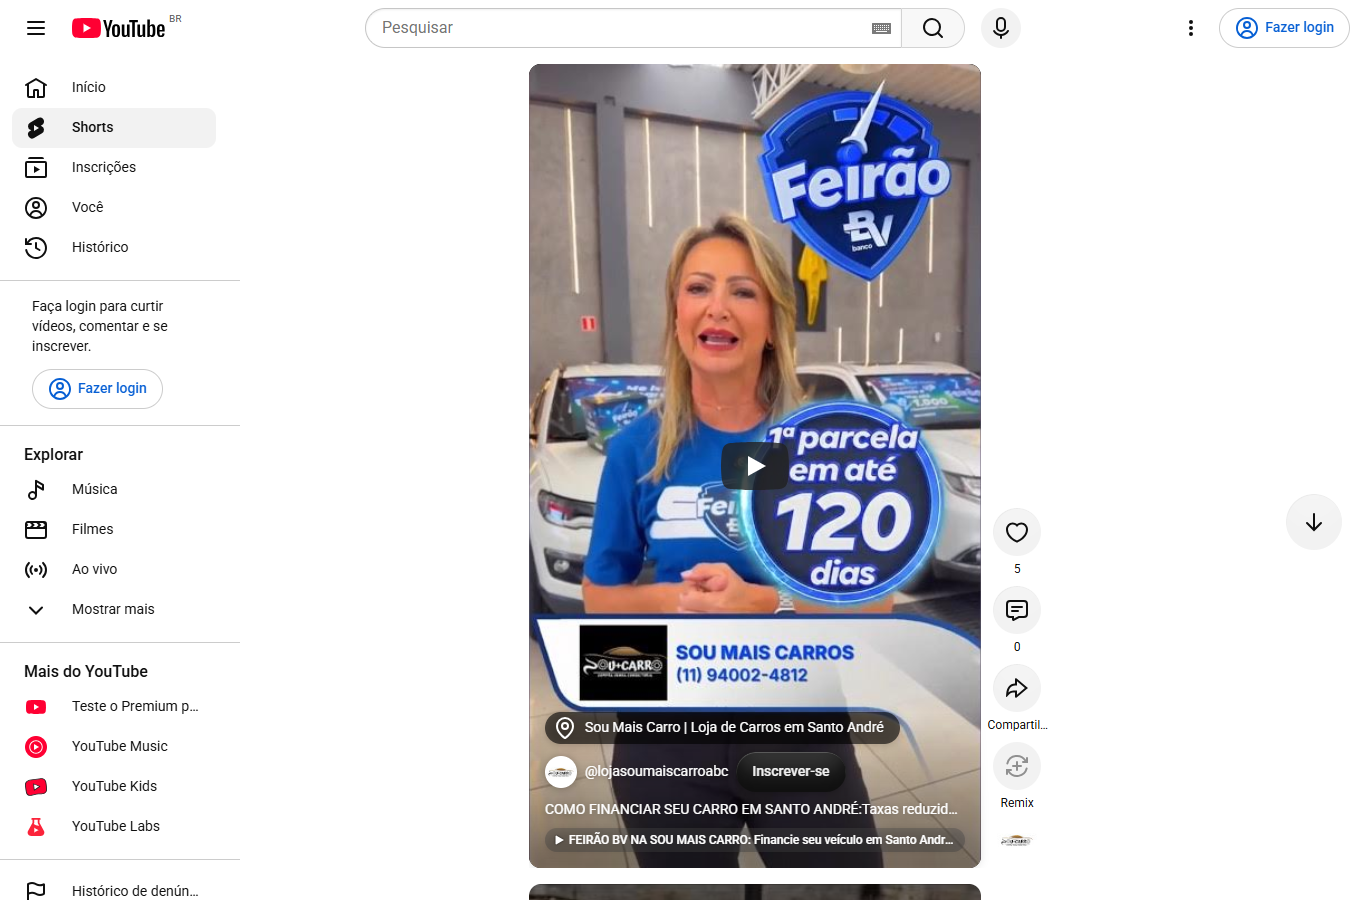 YouTube BR
Pesquisar
Fazer login
Início
Shorts
Inscrições
Você
Histórico
Faça login para curtir
vídeos, comentar e se
inscrever.
Fazer login
Explorar
Música
Filmes
Ao vivo
Mostrar mais
Mais do YouTube
Teste o Premium p...
YouTube Music
YouTube Kids
YouTube Labs
Histórico de denún...
Feirão
BV
banco
1ª parcela
em até
120
dias
SOU+CARRO
SOU MAIS CARROS
(11) 94002-4812
Sou Mais Carro | Loja de Carros em Santo André
@lojasoumaiscarroabc
Inscrever-se
COMO FINANCIAR SEU CARRO EM SANTO ANDRÉ:Taxas reduzid...
FEIRÃO BV NA SOU MAIS CARRO: Financie seu veículo em Santo Andr...
5
0
Compartil...
Remix